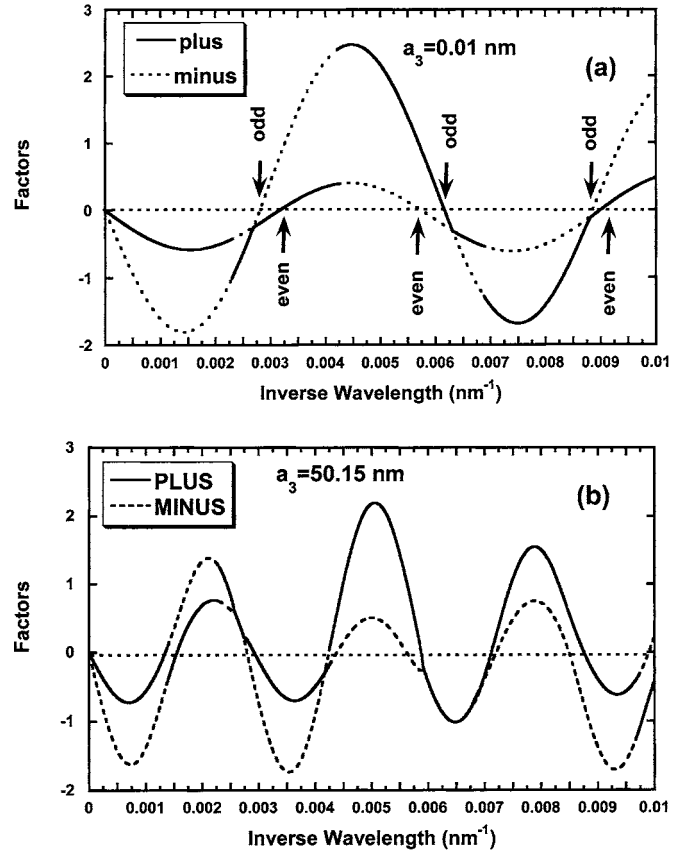 3
plus
minus
a3=0.01 nm
(a)
2
1
0
-1
-2
Factors
odd
odd
odd
even
even
even
0 0.001 0.002 0.003 0.004 0.005 0.006 0.007 0.008 0.009 0.01
Inverse Wavelength (nm-1)
3
PLUS
MINUS
a3=50.15 nm
(b)
2
1
0
-1
-2
Factors
0 0.001 0.002 0.003 0.004 0.005 0.006 0.007 0.008 0.009 0.01
Inverse Wavelength (nm-1)